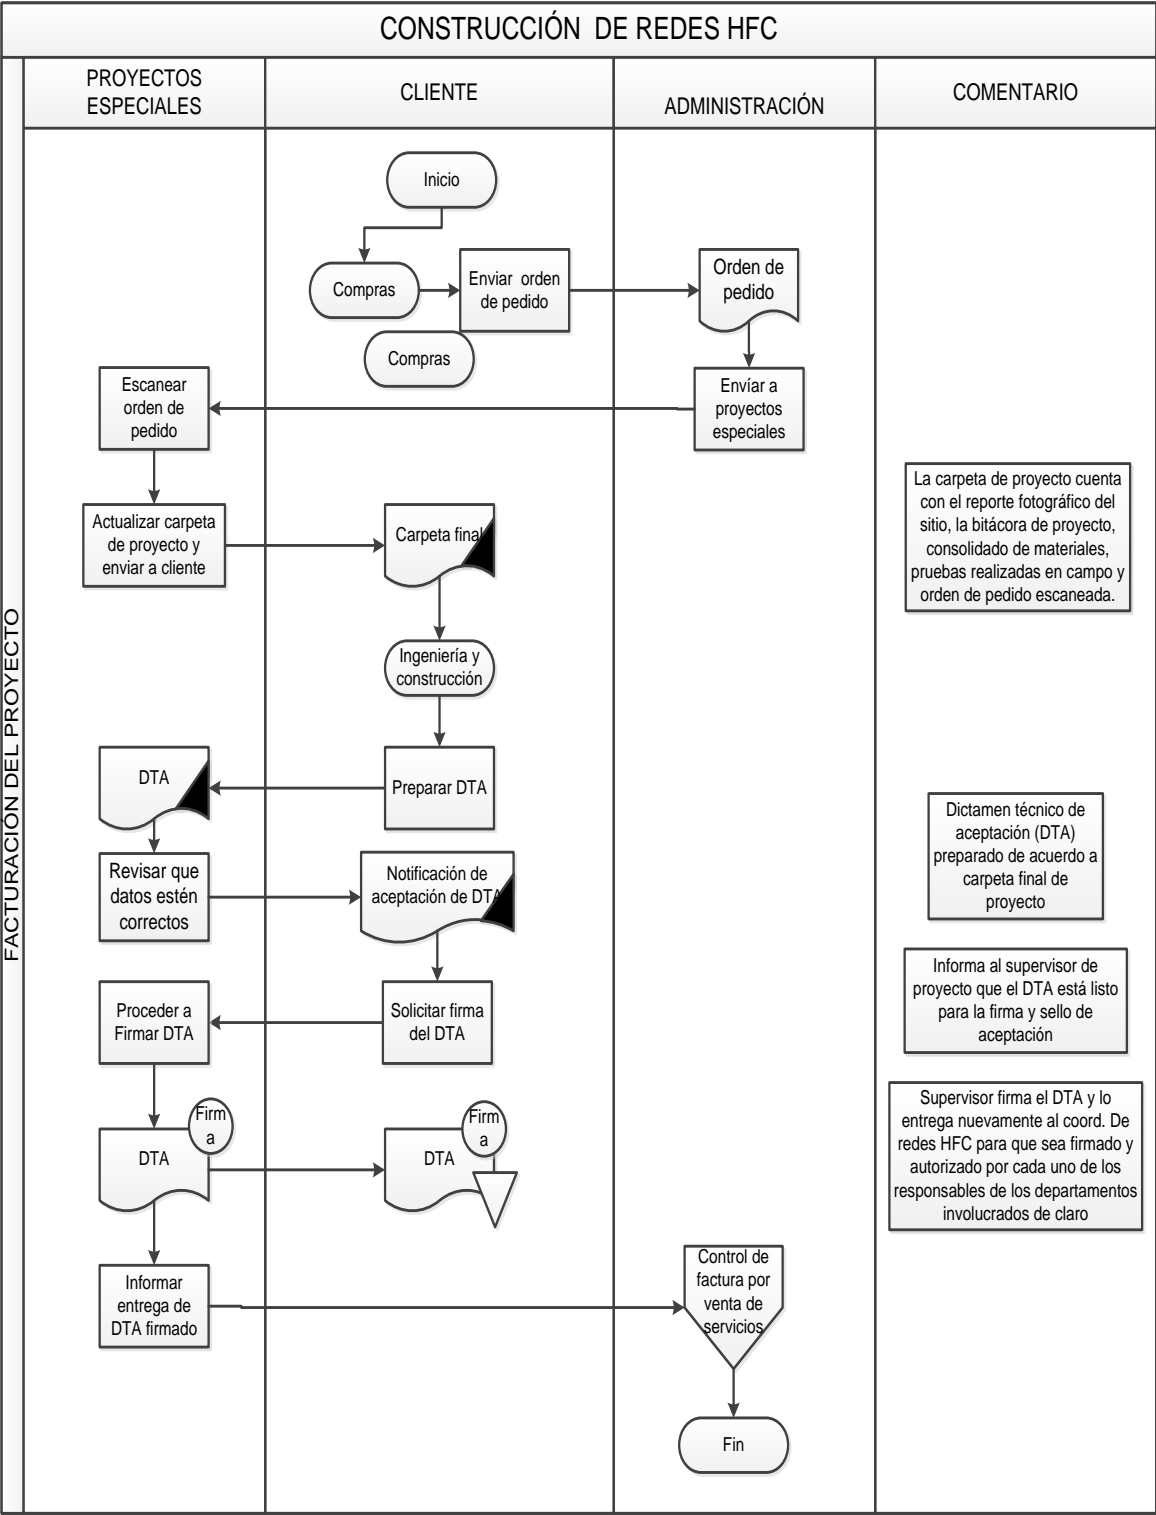 CONSTRUCCIÓN DE REDES HFC
FACTURACIÓN DEL PROYECTO
PROYECTOS
ESPECIALES
CLIENTE
ADMINISTRACIÓN
COMENTARIO
Inicio
Compras
Enviar orden
de pedido
Orden de
pedido
Compras
Envíar a
proyectos
especiales
Escanear
orden de
pedido
Actualizar carpeta
de proyecto y
enviar a cliente
Carpeta final
La carpeta de proyecto cuenta
con el reporte fotográfico del
sitio, la bitácora de proyecto,
consolidado de materiales,
pruebas realizadas en campo y
orden de pedido escaneada.
Ingeniería y
construcción
Preparar DTA
DTA
Dictamen técnico de
aceptación (DTA)
preparado de acuerdo a
carpeta final de
proyecto
Revisar que
datos estén
correctos
Notificación de
aceptación de DTA
Informa al supervisor de
proyecto que el DTA está listo
para la firma y sello de
aceptación
Solicitar firma
del DTA
Proceder a
Firmar DTA
Supervisor firma el DTA y lo
entrega nuevamente al coord. De
redes HFC para que sea firmado y
autorizado por cada uno de los
responsables de los departamentos
involucrados de claro
Firm
a
DTA
Firm
a
DTA
Informar
entrega de
DTA firmado
Control de
factura por
venta de
servicios
Fin